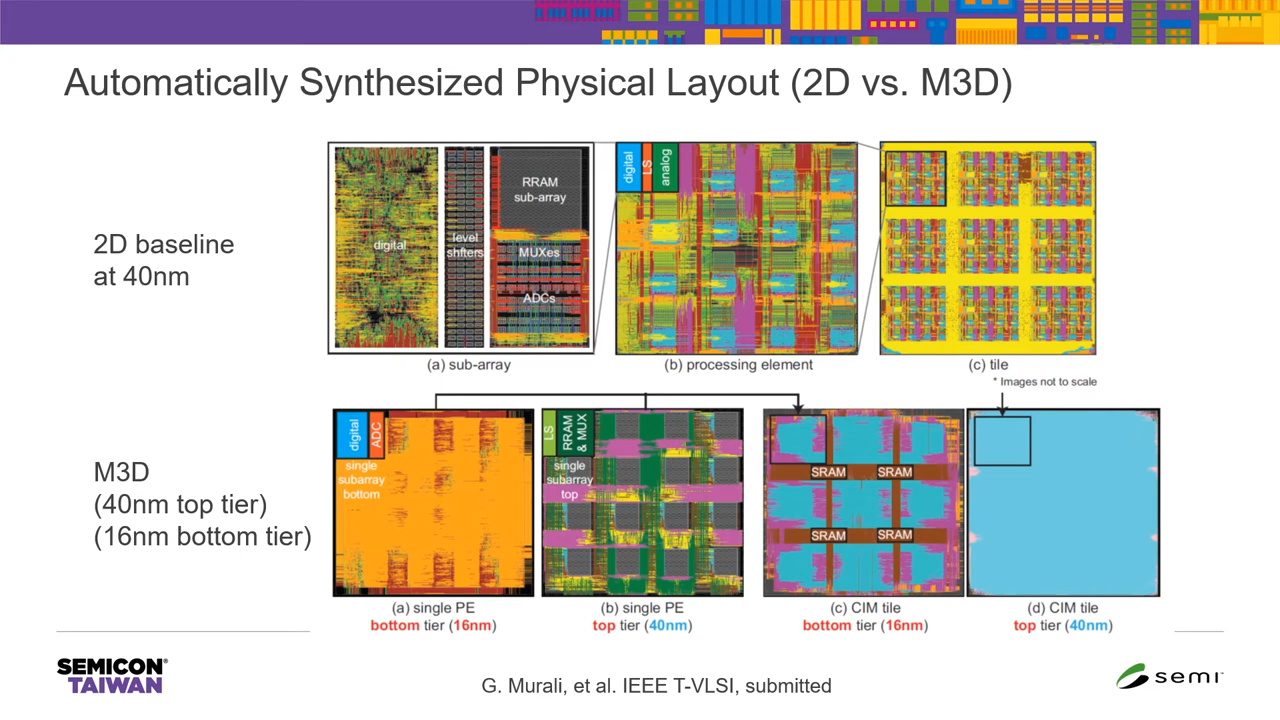 Automatically Synthesized Physical Layout (2D vs. M3D)
2D baseline
at 40nm
digital
level
shfters
RRAM
sub-array
MUXes
ADCs
(a) sub-array
digital
LS
analog
(b) processing element
(c) tile
* Images not to scale
M3D
(40nm top tier)
(16nm bottom tier)
digital
ADC
single
subarray
bottom
(a) single PE
bottom tier (16nm)
LS
RRAM
& MUX
single
subarray
top
(b) single PE
top tier (40nm)
SRAM
SRAM
SRAM
SRAM
(c) CIM tile
bottom tier (16nm)
(d) CIM tile
top tier (40nm)
SEMICON®
TAIWAN
G. Murali, et al. IEEE T-VLSI, submitted
semi